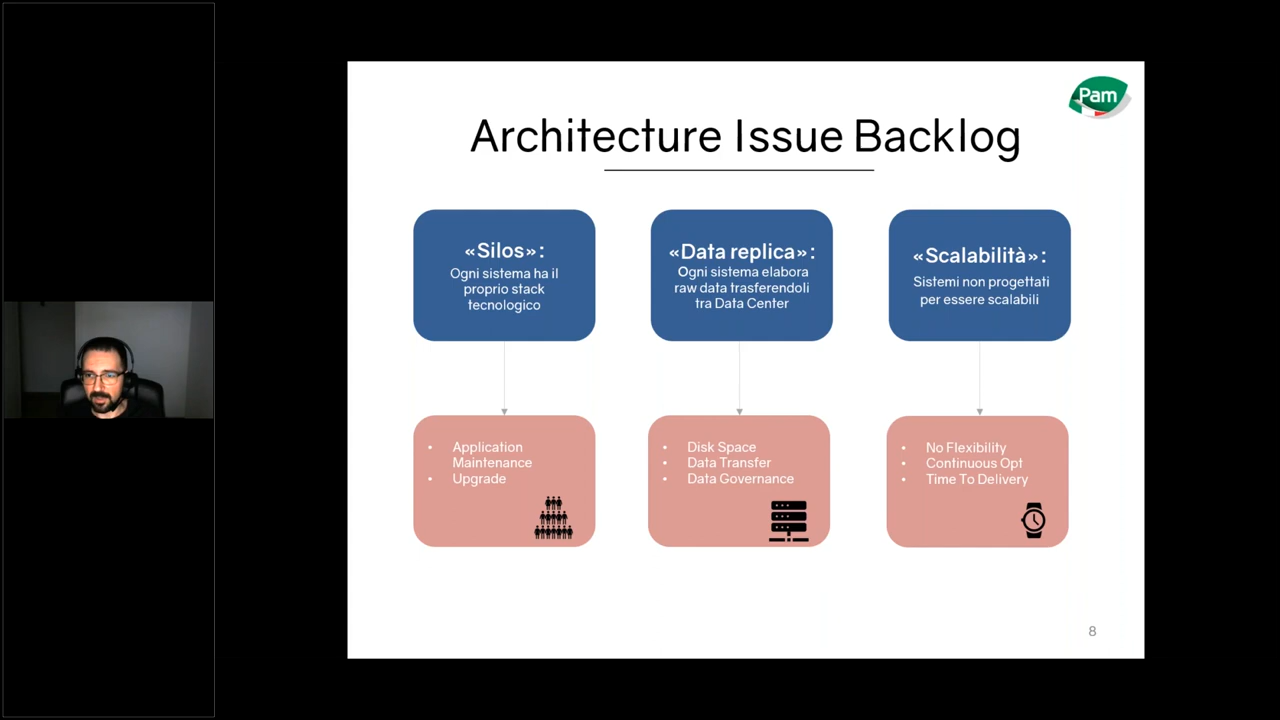 Pam
Architecture Issue Backlog
«Silos»:
Ogni sistema ha il
proprio stack
tecnologico
«Data replica»:
Ogni sistema elabora
raw data trasferendoli
tra Data Center
«Scalabilità»:
Sistemi non progettati
per essere scalabili
• Application
Maintenance
• Upgrade
• Disk Space
• Data Transfer
• Data Governance
• No Flexibility
• Continuous Opt
• Time To Delivery
8